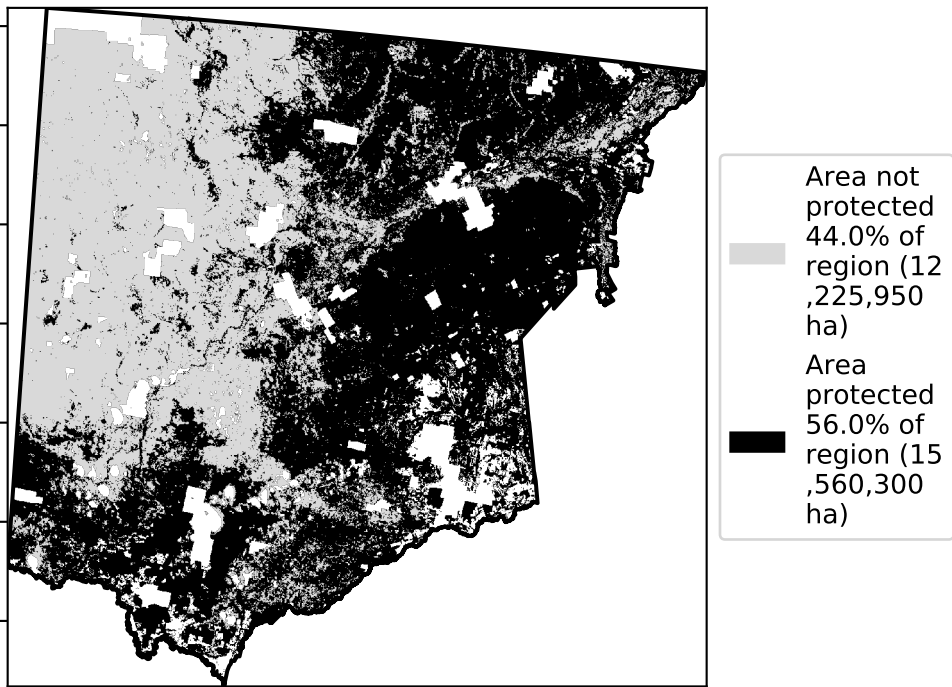 Area not
protected
44.0% of
region (12
,225,950
ha)
Area
protected
56.0% of
region (15
,560,300
ha)